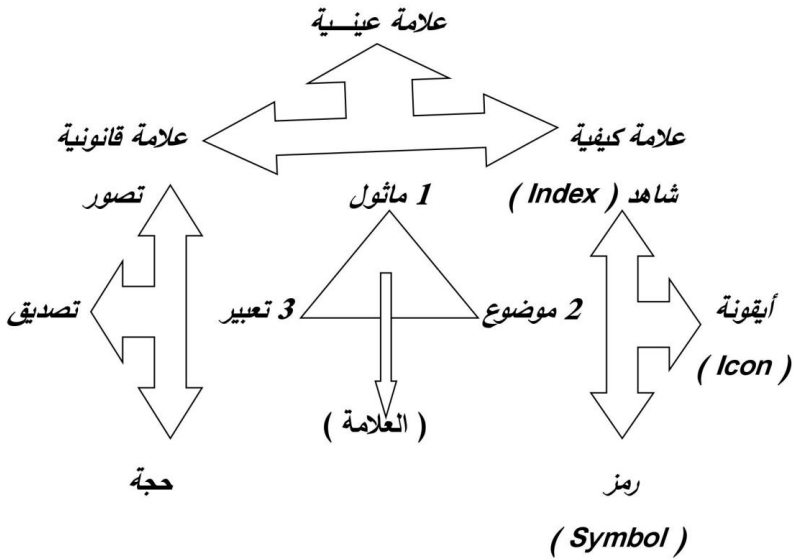 علامة عينـــية
علامة كيفية
علامة قانونية
شاهد ( Index )
1 ماثول
تصور
أيقونة
( Icon )
2 موضوع
3 تعبير
تصديق
( العلامة )
رمز
( Symbol )
حجة